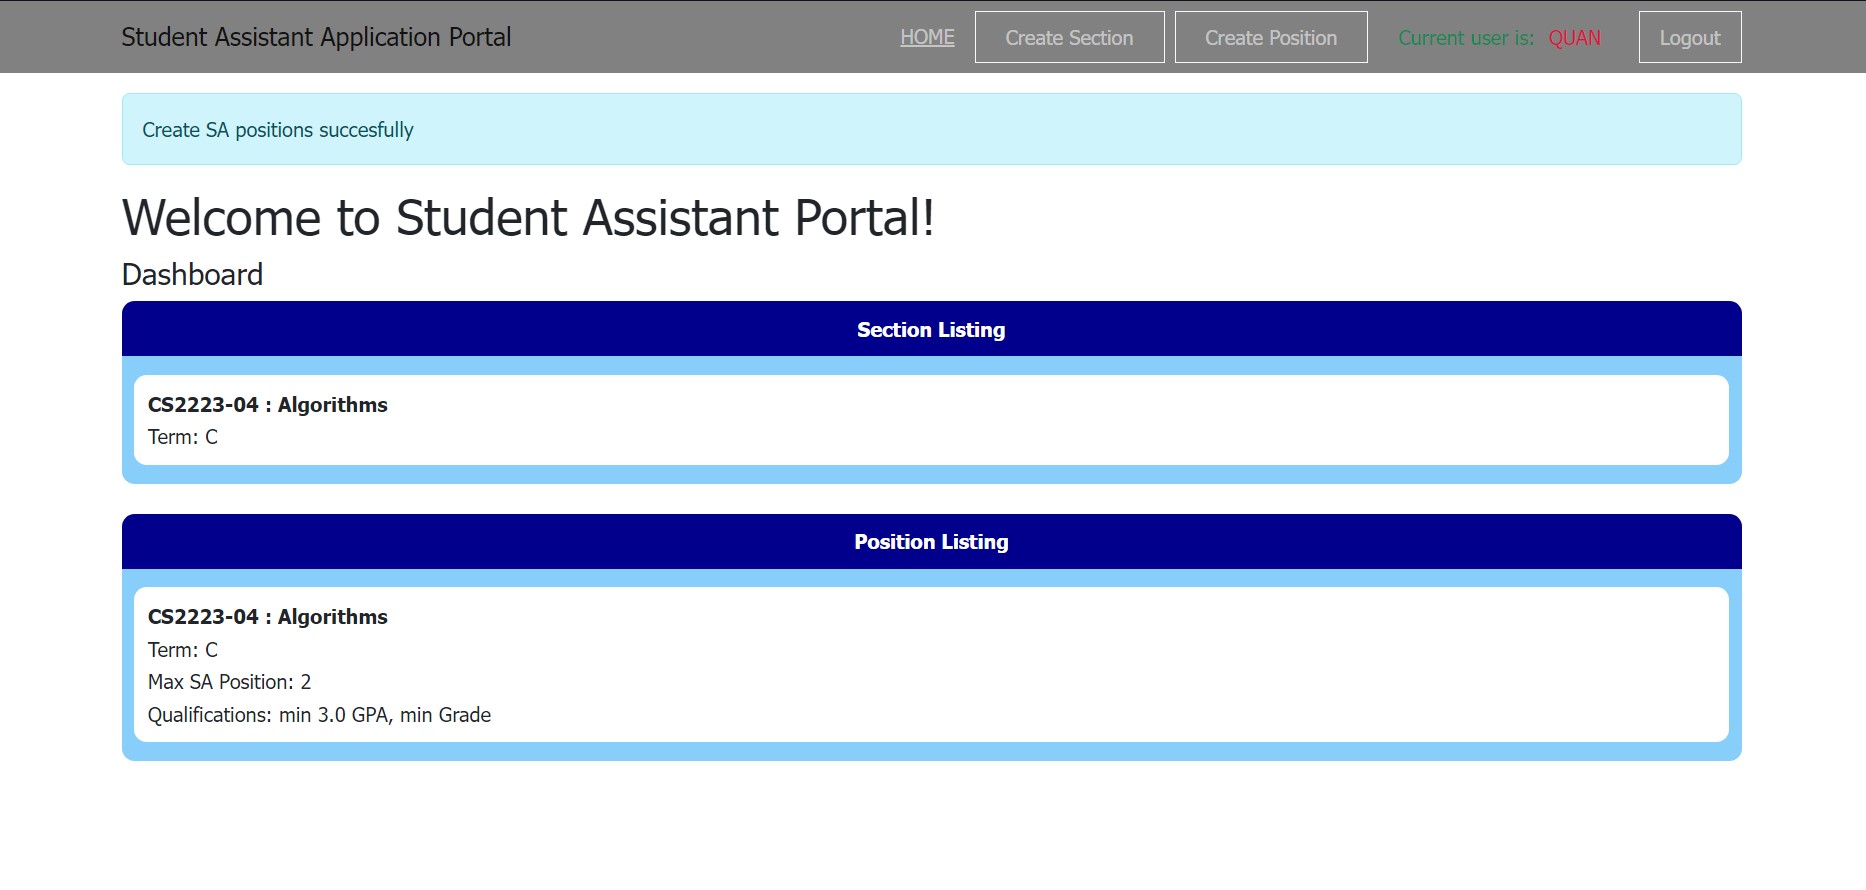 Student Assistant Application Portal HOME Create Section Create Position Current user is: QUAN Logout
Create SA positions succesfully
Welcome to Student Assistant Portal!
Dashboard
Section Listing
CS2223-04 : Algorithms
Term: C
Position Listing
CS2223-04 : Algorithms
Term: C
Max SA Position: 2
Qualifications: min 3.0 GPA, min Grade